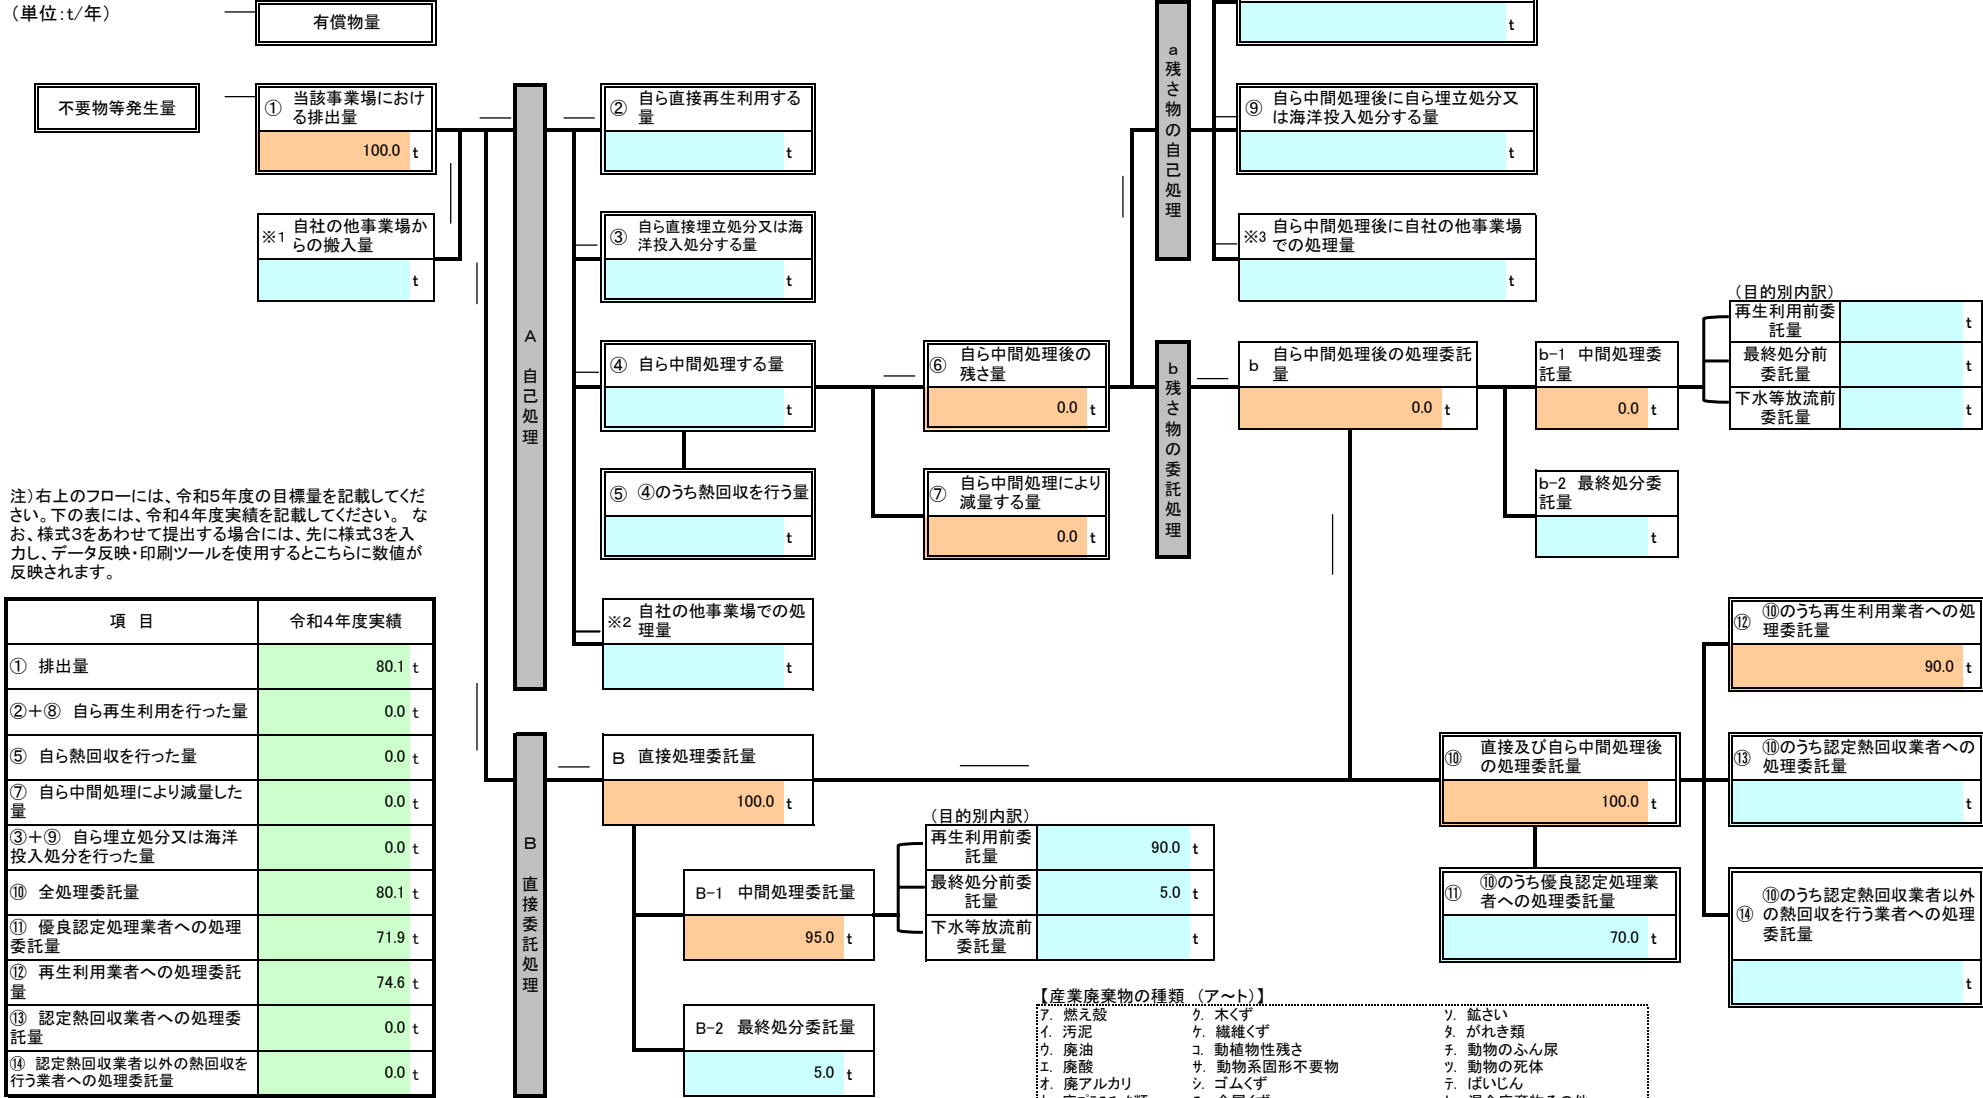 （単位:t/年）
有償物量
t
不要物等発生量
① 当該事業場におけ
る排出量
100.0 t
※1 自社の他事業場か
らの搬入量
t
A 自己処理
② 自ら直接再生利用する
量
t
③ 自ら直接埋立処分又は海
洋投入処分する量
t
④ 自ら中間処理する量
t
⑤ ④のうち熱回収を行う量
t
※2 自社の他事業場での処
理量
t
⑥ 自ら中間処理後の
残さ量
0.0 t
⑦ 自ら中間処理により
減量する量
0.0 t
a 残さ物の自己処理
⑨ 自ら中間処理後に自ら埋立処分又
は海洋投入処分する量
t
※3 自ら中間処理後に自社の他事業場
での処理量
t
b 残さ物の委託処理
b 自ら中間処理後の処理委託
量
0.0 t
b-1 中間処理委
託量
0.0 t
b-2 最終処分委
託量
t
（目的別内訳）
再生利用前委
託量
t
最終処分前
委託量
t
下水等放流前
委託量
t
注）右上のフローには、令和5年度の目標量を記載してくだ
さい。下の表には、令和4年度実績を記載してください。 な
お、様式3をあわせて提出する場合には、先に様式3を入
力し、データ反映・印刷ツールを使用するとこちらに数値が
反映されます。
項 目 令和4年度実績
① 排出量 80.1 t
②＋⑧ 自ら再生利用を行った量 0.0 t
⑤ 自ら熱回収を行った量 0.0 t
⑦ 自ら中間処理により減量した
量 0.0 t
③＋⑨ 自ら埋立処分又は海洋
投入処分を行った量 0.0 t
⑩ 全処理委託量 80.1 t
⑪ 優良認定処理業者への処理
委託量 71.9 t
⑫ 再生利用業者への処理委託
量 74.6 t
⑬ 認定熱回収業者への処理委
託量 0.0 t
⑭ 認定熱回収業者以外の熱回収を
行う業者への処理委託量 0.0 t
B 直接委託処理
B 直接処理委託量
100.0 t
B-1 中間処理委託量
95.0 t
B-2 最終処分委託量
5.0 t
（目的別内訳）
再生利用前委
託量
90.0 t
最終処分前委
託量
5.0 t
下水等放流前
委託量
t
⑩ 直接及び自ら中間処理後
の処理委託量
100.0 t
⑪ ⑩のうち優良認定処理業
者への処理委託量
70.0 t
⑫ ⑩のうち再生利用業者への処
理委託量
90.0 t
⑬ ⑩のうち認定熱回収業者への
処理委託量
t
⑭ ⑩のうち認定熱回収業者以外
の熱回収を行う業者への処理
委託量
t
【産業廃棄物の種類 （ア～ト）】
ア. 燃え殻 ク. 木くず ソ. 鉱さい
イ. 汚泥 ケ. 繊維くず タ. がれき類
ウ. 廃油 コ. 動植物性残さ チ. 動物のふん尿
エ. 廃酸 サ. 動物系固形不要物 ツ. 動物の死体
オ. 廃アルカリ シ. ゴムくず テ. ばいじん